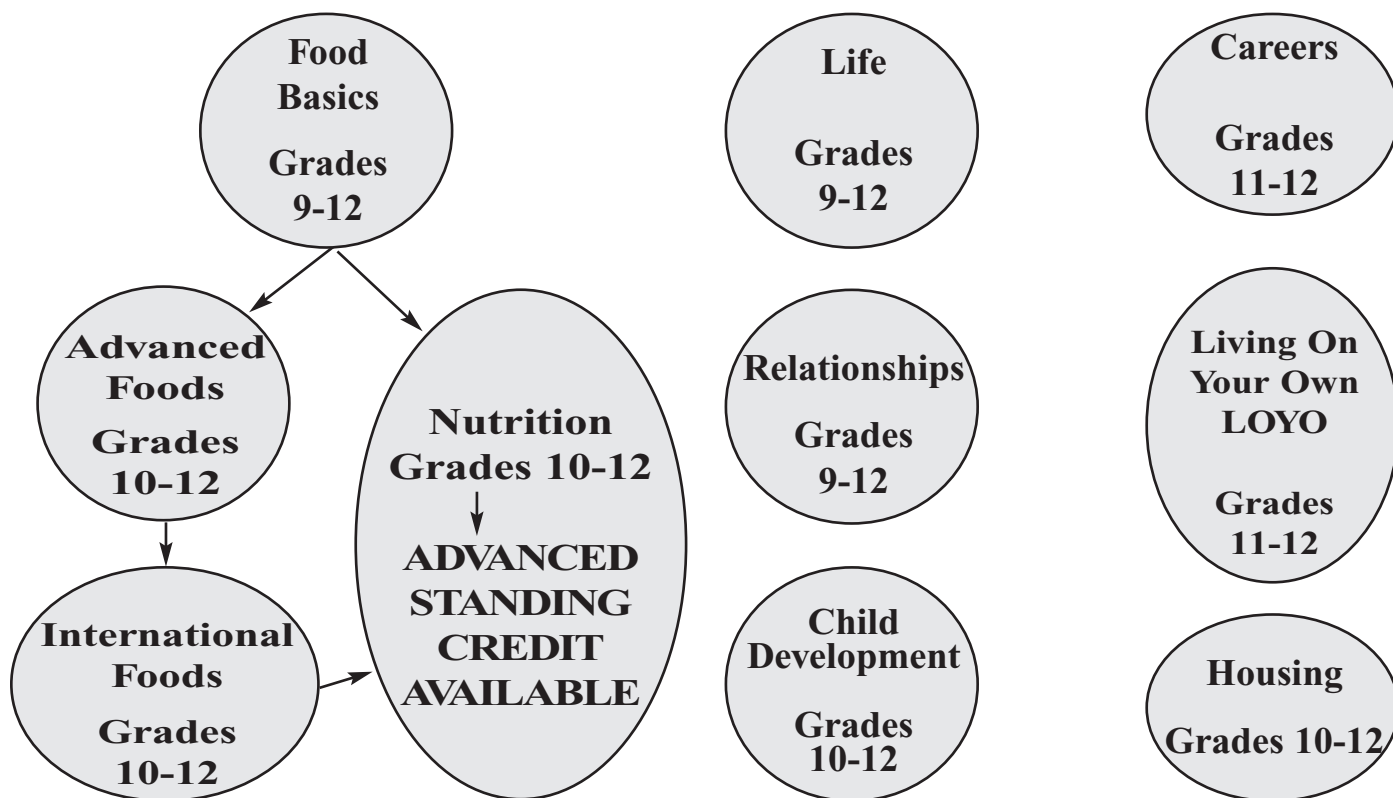 Food
Basics
Grades
9-12
Advanced
Foods
Grades
10-12
International
Foods
Grades
10-12
Nutrition
Grades 10-12
ADVANCED
STANDING
CREDIT
AVAILABLE
Life
Grades
9-12
Relationships
Grades
9-12
Child
Development
Grades
10-12
Careers
Grades
11-12
Living On
Your Own
LOYO
Grades
11-12
Housing
Grades 10-12